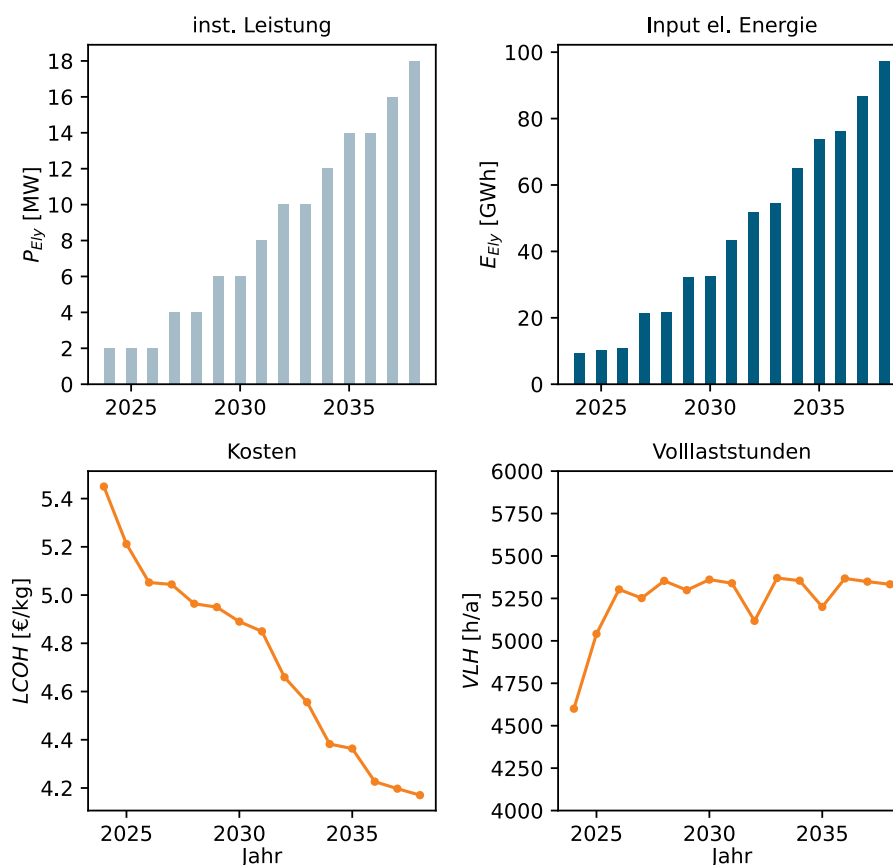 inst. Leistung
18
16
14
12
10
8
6
4
2
0
P_Ely [MW]
2025 2030 2035
Input el. Energie
100
80
60
40
20
0
E_Ely [GWh]
2025 2030 2035
Kosten
5.4
5.2
5.0
4.8
4.6
4.4
4.2
LCOH [€/kg]
2025 2030 2035
Jahr
Volllaststunden
6000
5750
5500
5250
5000
4750
4500
4250
4000
VLH [h/a]
2025 2030 2035
Jahr